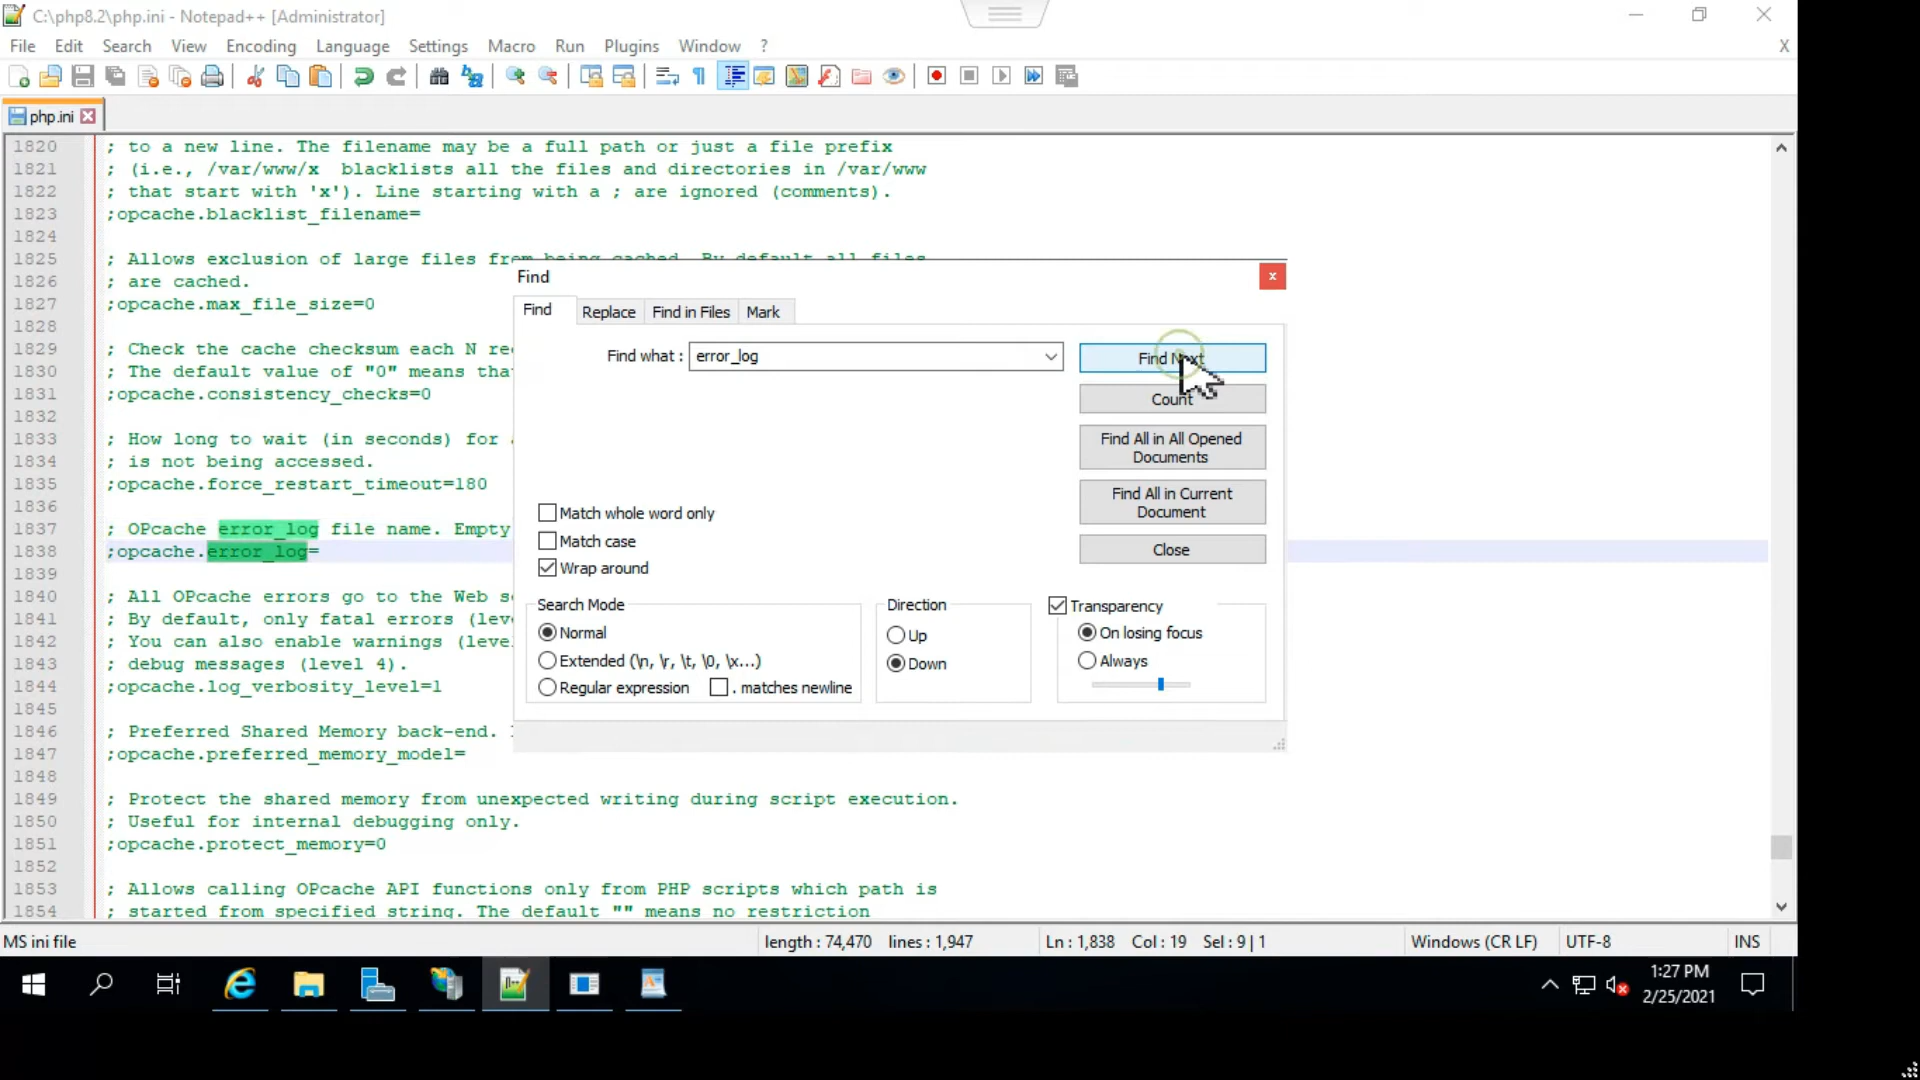 C:\php8.2\php.ini - Notepad++ [Administrator]
File Edit Search View Encoding Language Settings Macro Run Plugins Window ? X
php.ini
1820 ; to a new line. The filename may be a full path or just a file prefix
1821 ; (i.e., /var/www/x  blacklists all the files and directories in /var/www
1822 ; that start with 'x'). Line starting with a ; are ignored (comments).
1823 ;opcache.blacklist_filename=
1824
1825 ; Allows exclusion of large files from being cached. By default all files
1826 ; are cached.
1827 ;opcache.max_file_size=0
1828
1829 ; Check the cache checksum each N
1830 ; The default value of "0" means
1831 ;opcache.consistency_checks=0
1832
1833 ; How long to wait (in seconds) for
1834 ; is not being accessed.
1835 ;opcache.force_restart_timeout=180
1836
1837 ; OPcache error_log file name. Empty
1838 ;opcache.error_log=
1839
1840 ; All OPcache errors go to the Web
1841 ; By default, only fatal errors
1842 ; You can also enable warnings
1843 ; debug messages (level 4).
1844 ;opcache.log_verbosity_level=1
1845
1846 ; Preferred Shared Memory back-end.
1847 ;opcache.preferred_memory_model=
1848
1849 ; Protect the shared memory from unexpected writing during script execution.
1850 ; Useful for internal debugging only.
1851 ;opcache.protect_memory=0
1852
1853 ; Allows calling OPcache API functions only from PHP scripts which path is
1854 ; started from specified string. The default "" means no restriction
Find
Find Replace Find in Files Mark
Find what : error_log
Find Next
Count
Find All in All Opened
Documents
Find All in Current
Document
Close
Match whole word only
Match case
Wrap around
Search Mode
Normal
Extended (\n, \r, \t, \0, \x...)
Regular expression . matches newline
Direction
Up
Down
Transparency
On losing focus
Always
MS ini file length : 74,470 lines : 1,947 Ln : 1,838 Col : 19 Sel : 9 | 1 Windows (CR LF) UTF-8 INS
1:27 PM
2/25/2021